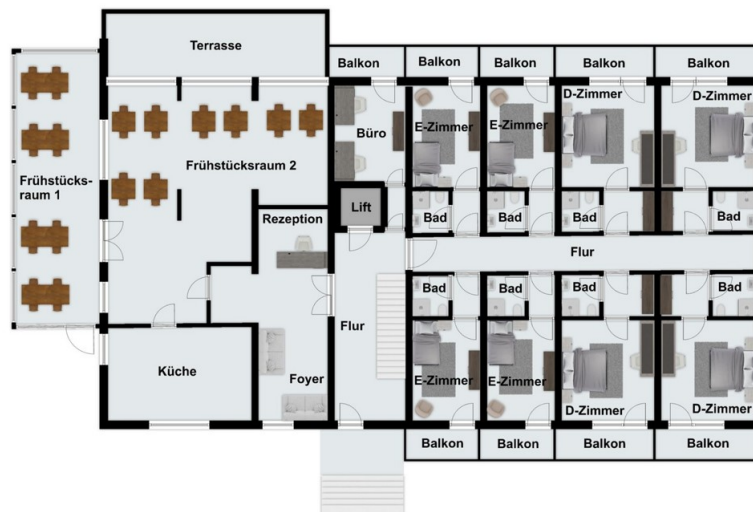 Terrasse
Balkon
Balkon
Balkon
Balkon
Balkon
D-Zimmer
D-Zimmer
Büro
E-Zimmer
E-Zimmer
Frühstücksraum 2
Frühstücks-
raum 1
Lift
Rezeption
Bad
Bad
Bad
Bad
Flur
Bad
Bad
Bad
Bad
Flur
Küche
Foyer
E-Zimmer
E-Zimmer
D-Zimmer
D-Zimmer
Balkon
Balkon
Balkon
Balkon